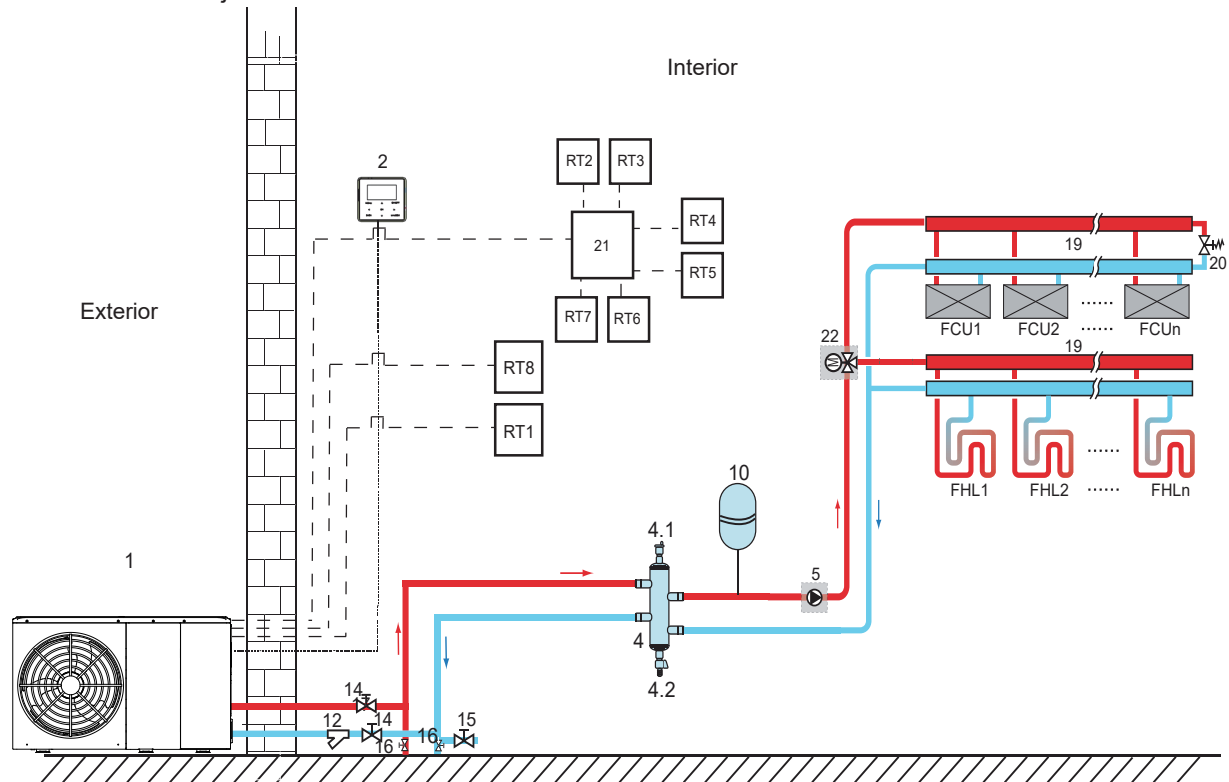 Interior
2
RT2
RT3
RT4
21
19
20
RT5
Exterior
RT7
RT6
FCU1
FCU2
......
......
FCUn
22
19
RT8
RT1
......
10
FHL1
FHL2
......
FHLn
4.1
1
5
4
4.2
14
12
14
16
16
15